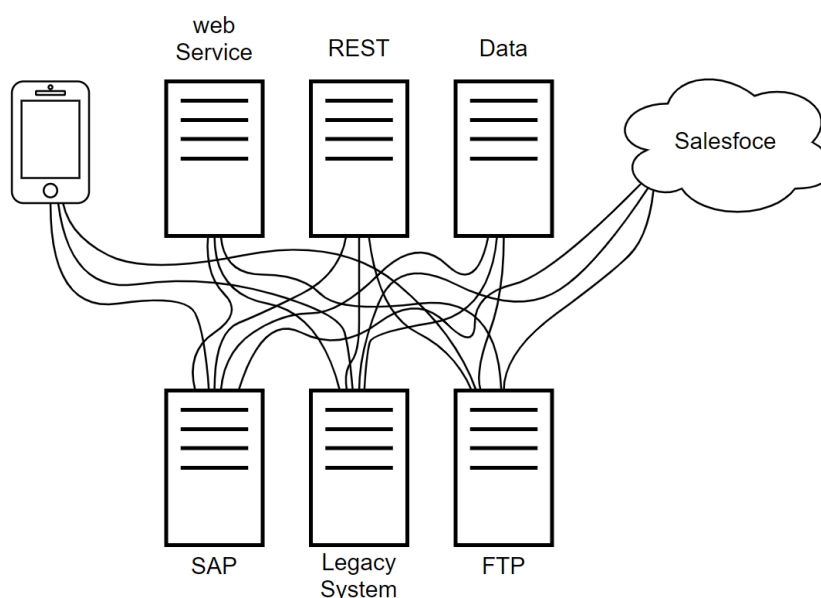 web
Service
REST
Data
Salesfoce
SAP
Legacy
System
FTP